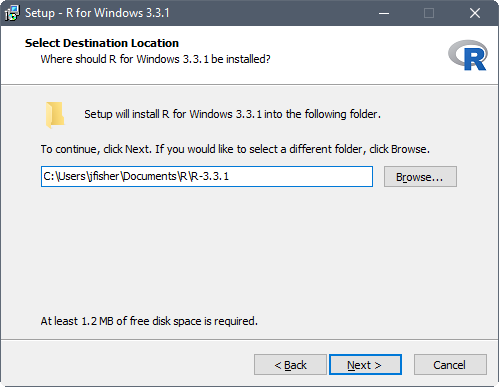 Setup - R for Windows 3.3.1
Select Destination Location
Where should R for Windows 3.3.1 be installed?
R
Setup will install R for Windows 3.3.1 into the following folder.
To continue, click Next. If you would like to select a different folder, click Browse.
C:\Users\jfisher\Documents\R\R-3.3.1
Browse...
At least 1.2 MB of free disk space is required.
< Back
Next >
Cancel